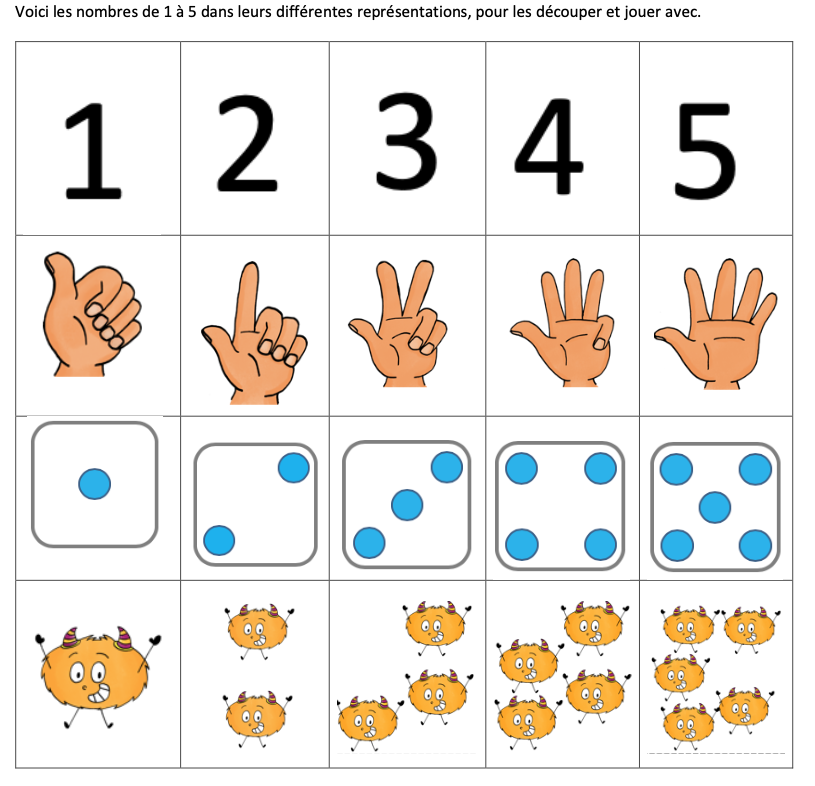 Voici les nombres de 1 à 5 dans leurs différentes représentations, pour les découper et jouer avec.
1 2 3 4 5